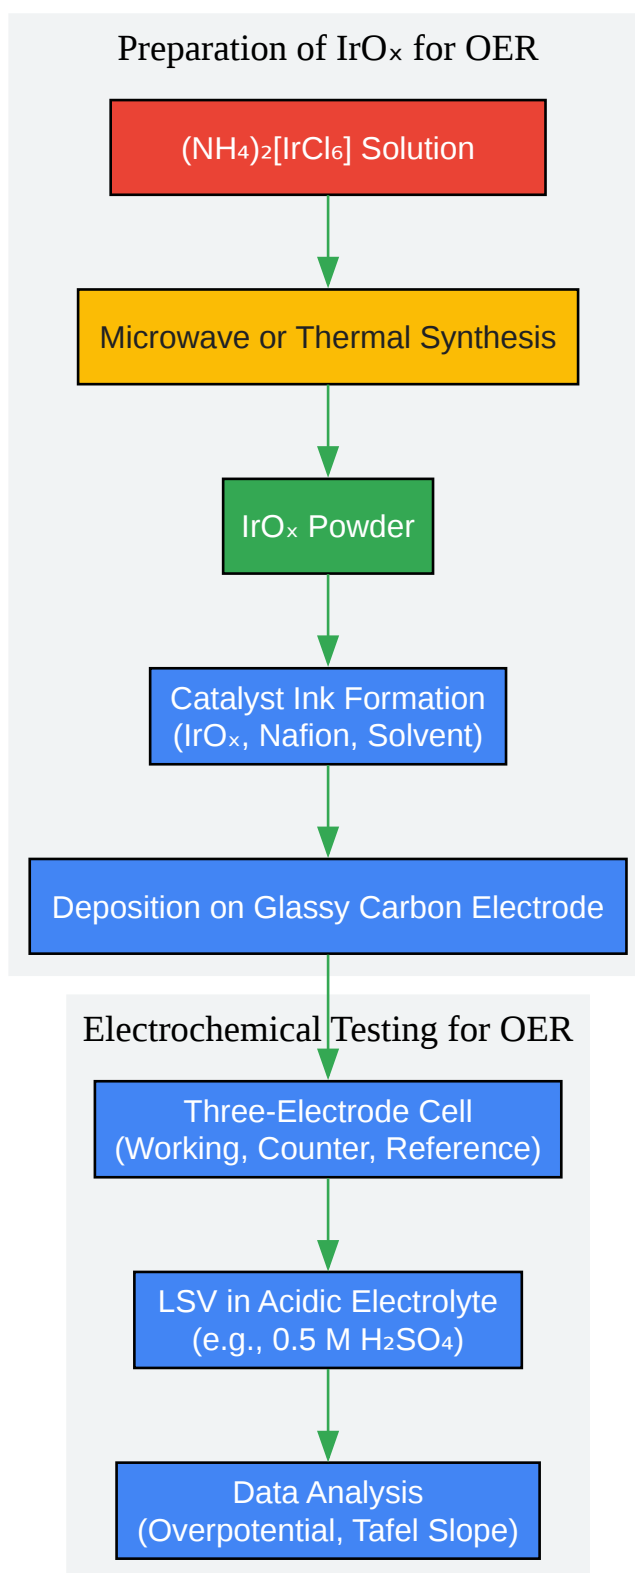 Preparation of IrOₓ for OER
(NH₄)₂[IrCl₆] Solution
Microwave or Thermal Synthesis
IrOₓ Powder
Catalyst Ink Formation
(IrOₓ, Nafion, Solvent)
Deposition on Glassy Carbon Electrode
Electrochemical Testing for OER
Three-Electrode Cell
(Working, Counter, Reference)
LSV in Acidic Electrolyte
(e.g., 0.5 M H₂SO₄)
Data Analysis
(Overpotential, Tafel Slope)